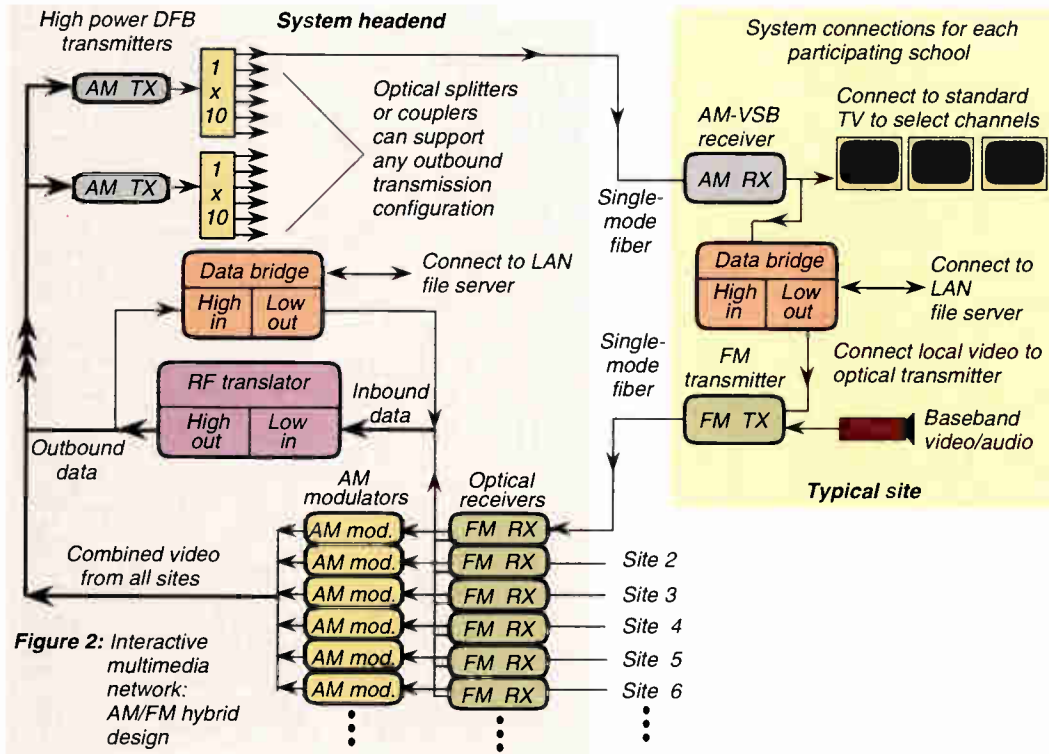 High power DFB
transmitters
System headend
AM TX
1
x
10
AM TX
1
x
10
Optical splitters
or couplers
can support
any outbound
transmission
configuration
Data bridge
High
in
Low
out
Connect to LAN
file server
RF translator
High
out
Low
in
Inbound
data
Outbound
data
AM
modulators
Optical
receivers
AM mod.
FM RX
AM mod.
FM RX
Site 2
AM mod.
FM RX
Site 3
AM mod.
FM RX
Site 4
AM mod.
FM RX
Site 5
AM mod.
FM RX
Site 6
Combined video
from all sites
Single-
mode
fiber
Single-
mode
fiber
System connections for each
participating school
AM-VSB
receiver
Connect to standard
TV to select channels
AM RX
Data bridge
High
in
Low
out
Connect to
LAN
file server
FM
transmitter
Connect local video to
optical transmitter
FM TX
Baseband
video/audio
Typical site
Figure 2: Interactive
multimedia
network:
AM/FM hybrid
design